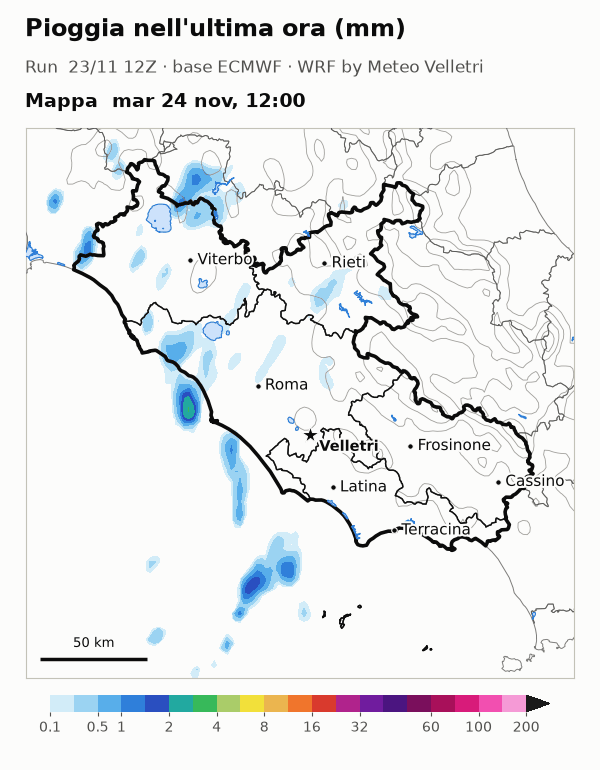 Pioggia nell'ultima ora (mm)
Run  23/11 12Z · base ECMWF · WRF by Meteo Velletri
Mappa  mar 24 nov, 12:00
Viterbo
Rieti
Roma
Velletri
Frosinone
Latina
Cassino
Terracina
50 km
0.1 0.5 1 2 4 8 16 32 60 100 200